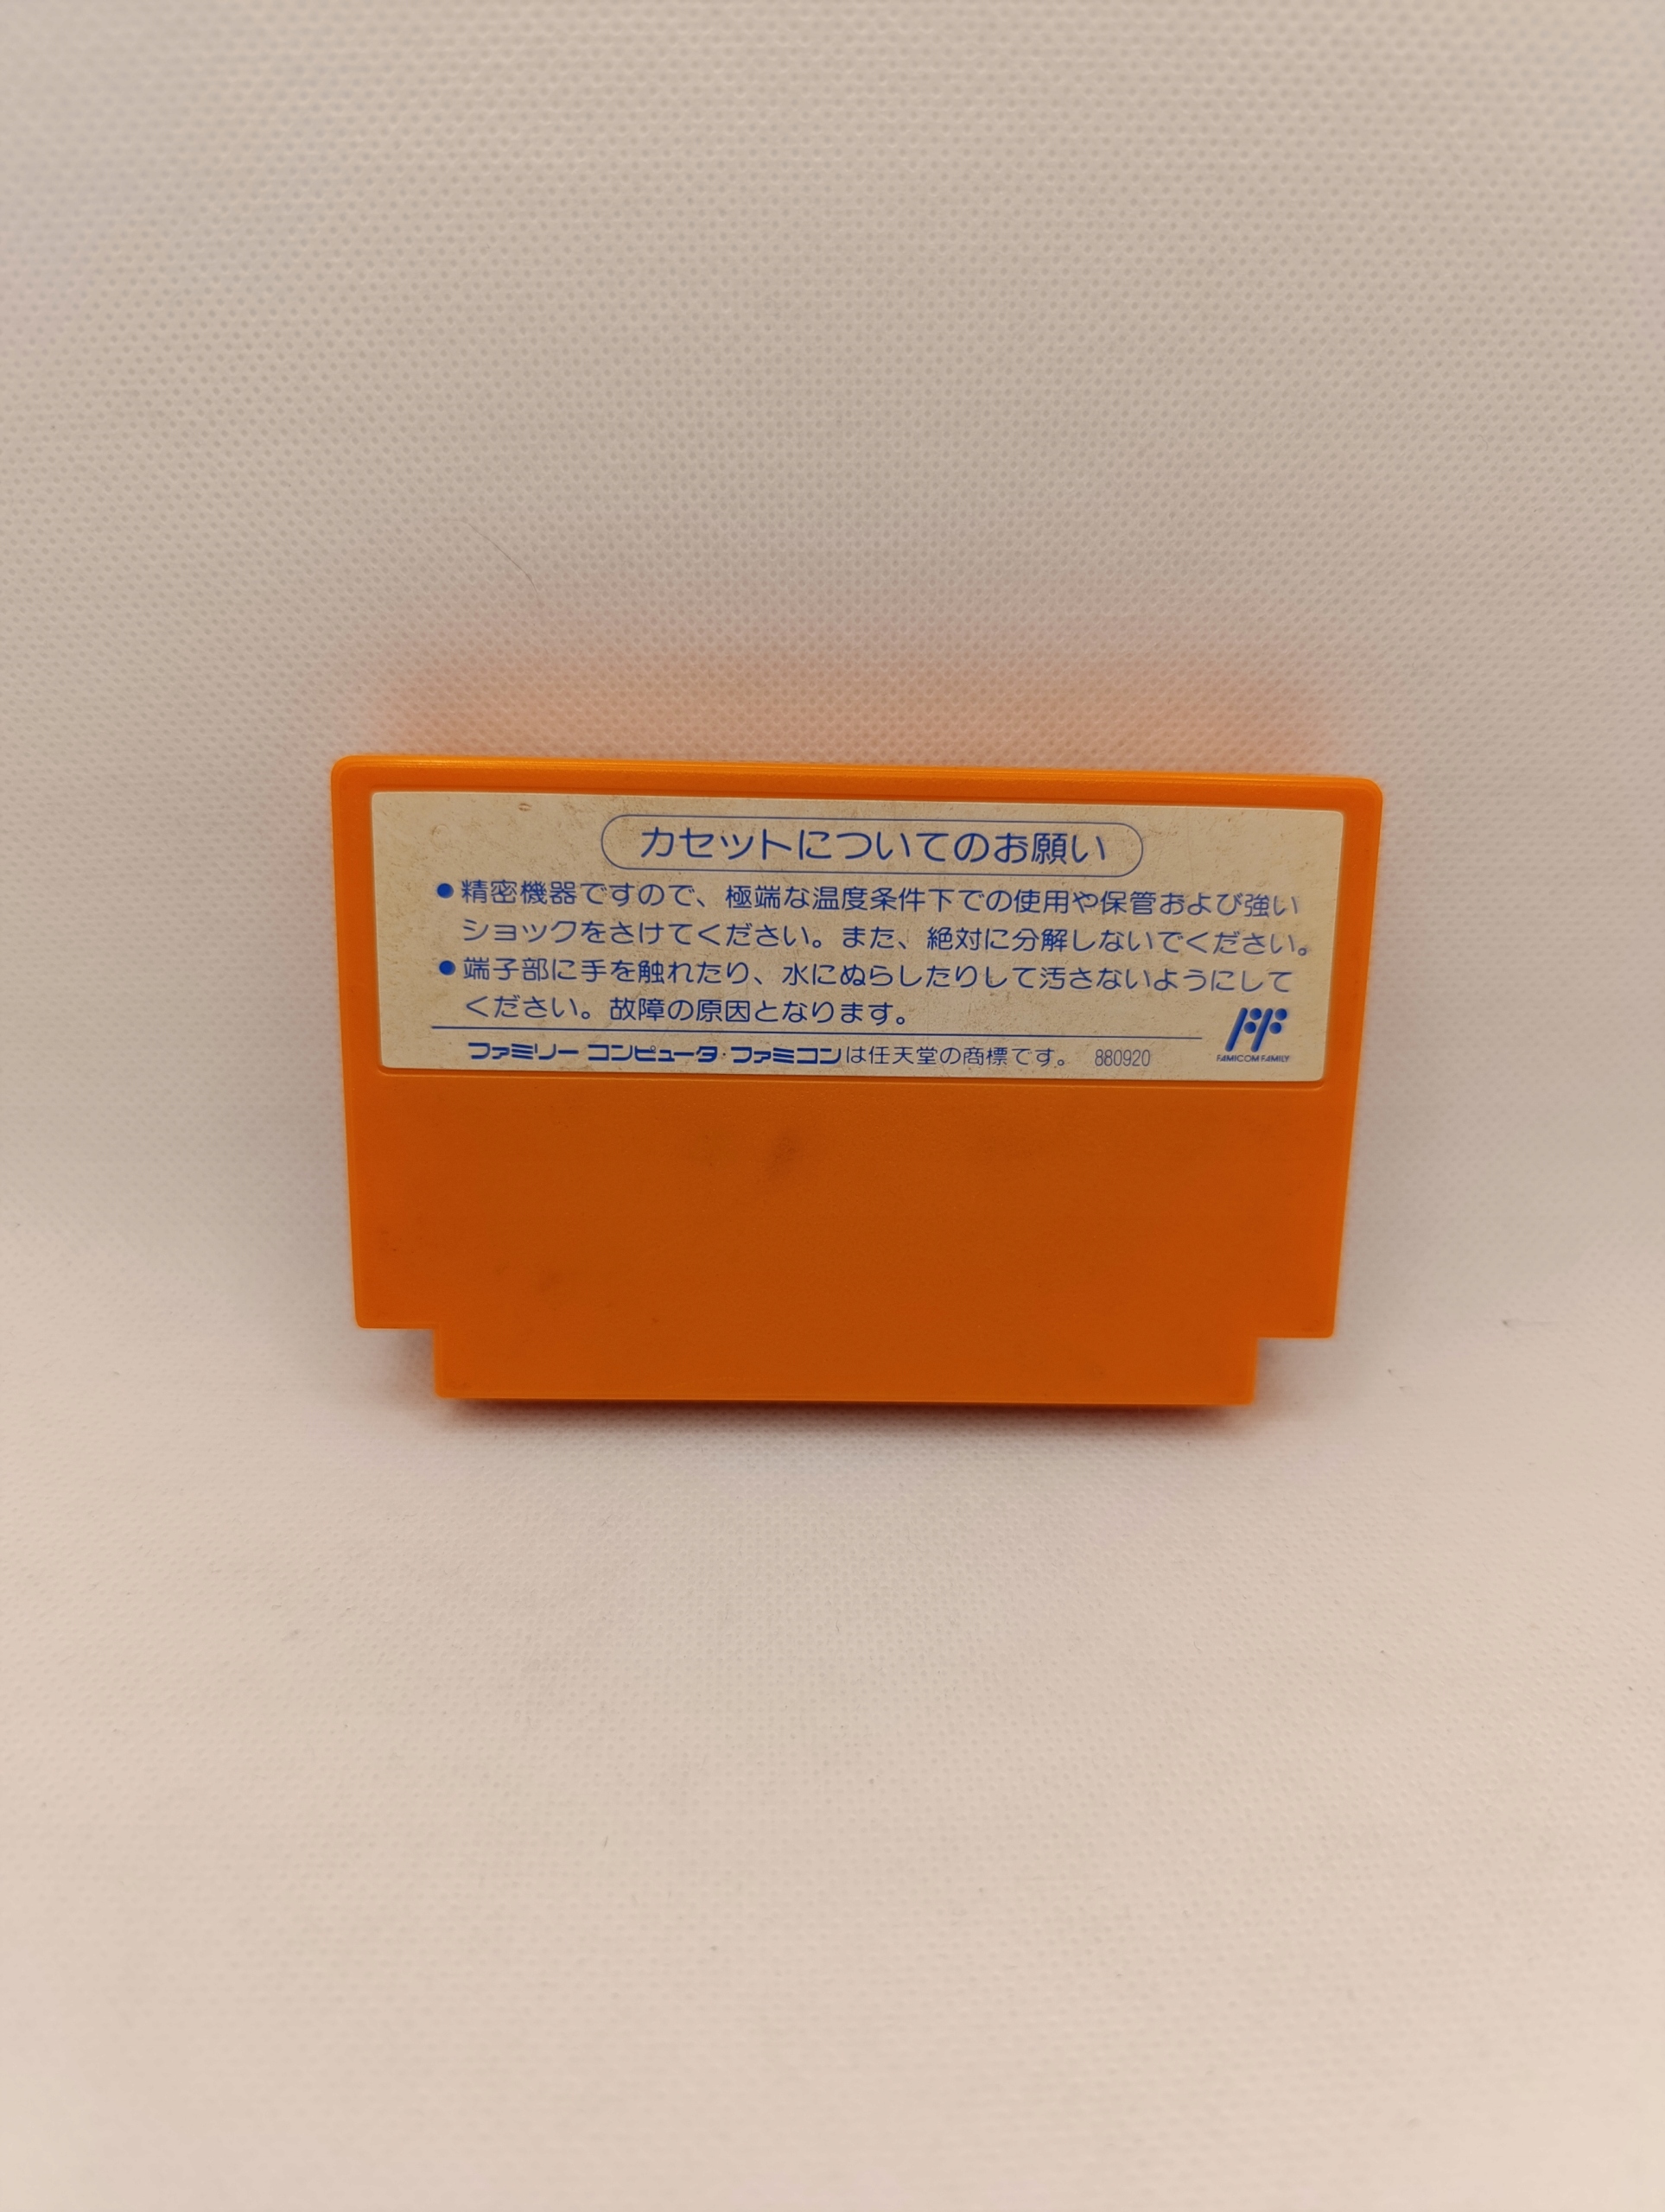 カセットについてのお願い
●精密機器ですので、極端な温度条件下での使用や保管および強い
ショックをさけてください。また、絶対に分解しないでください。
●端子部に手を触れたり、水にぬらしたりして汚さないようにして
ください。故障の原因となります。
ファミリー コンピュータ・ファミコンは任天堂の商標です。 880920
FAMICOM FAMILY